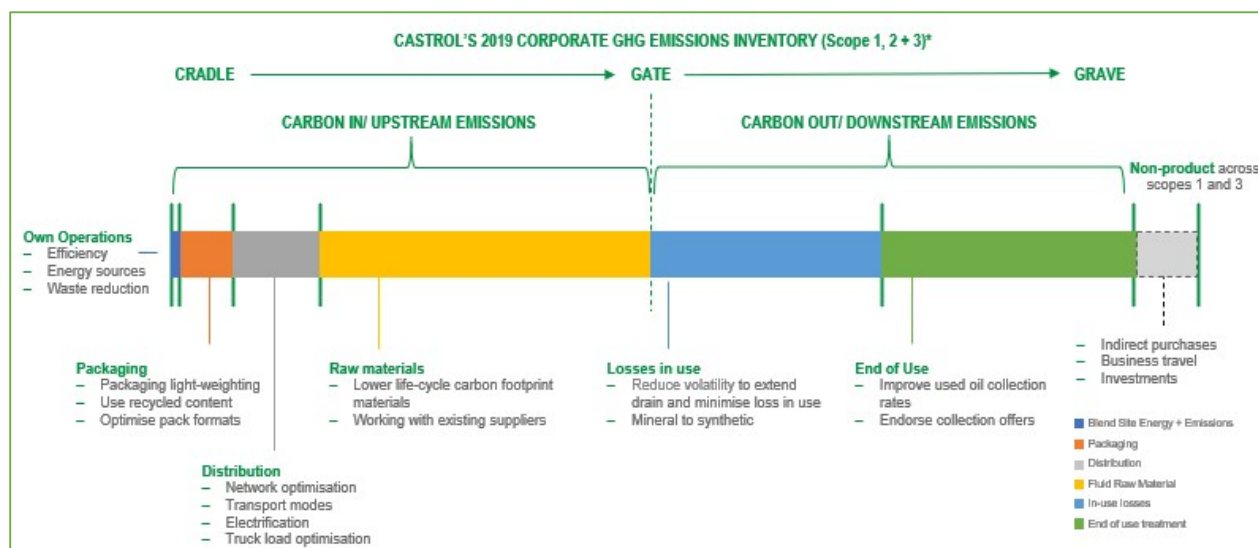 CASTROL'S 2019 CORPORATE GHG EMISSIONS INVENTORY (Scope 1, 2 + 3)*
CRADLE
GATE
GRAVE
CARBON IN/ UPSTREAM EMISSIONS
CARBON OUT/ DOWNSTREAM EMISSIONS
Non-product across
scopes 1 and 3
Own Operations
– Efficiency
– Energy sources
– Waste reduction
Packaging
– Packaging light-weighting
– Use recycled content
– Optimise pack formats
Distribution
– Network optimisation
– Transport modes
– Electrification
– Truck load optimisation
Raw materials
– Lower life-cycle carbon footprint
materials
– Working with existing suppliers
Losses in use
– Reduce volatility to extend
drain and minimise loss in use
– Mineral to synthetic
End of Use
– Improve used oil collection
rates
– Endorse collection offers
– Indirect purchases
– Business travel
– Investments
Blend Site Energy + Emissions
Packaging
Distribution
Fluid Raw Material
In-use losses
End of use treatment